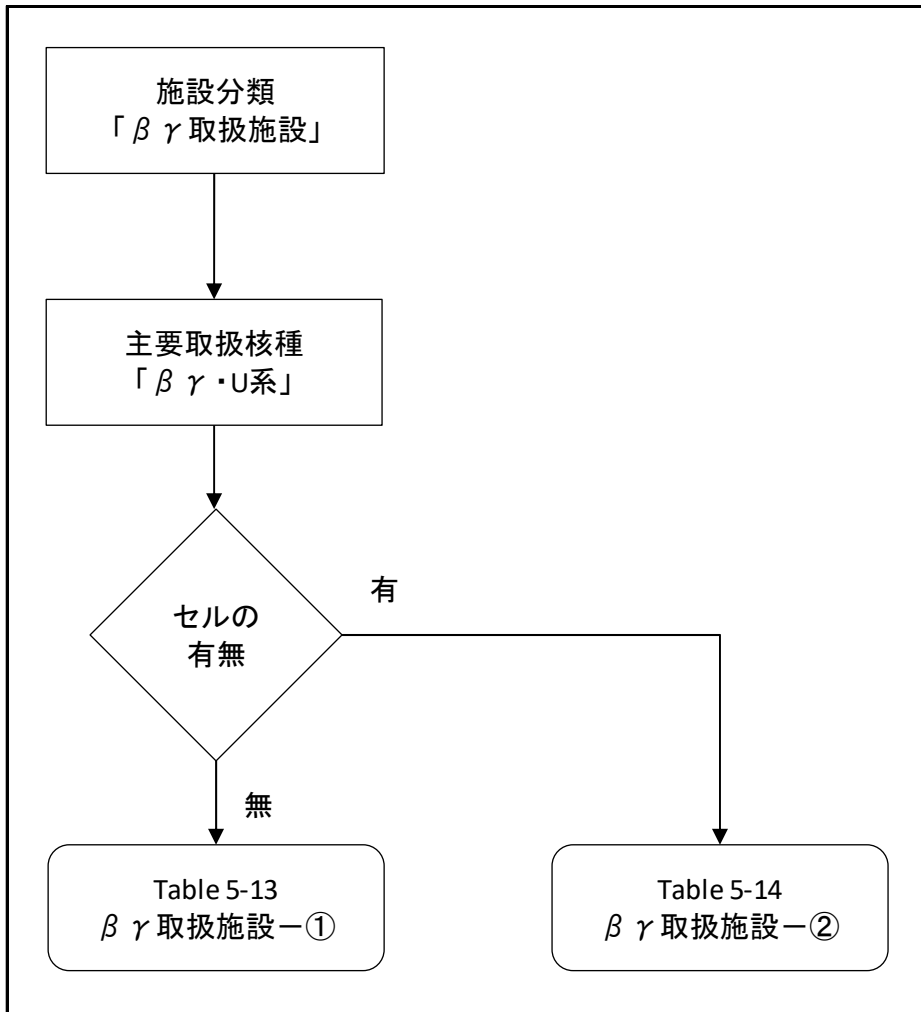 施設分類
「βγ取扱施設」
主要取扱核種
「βγ・U系」
セルの
有無
有
無
Table 5-13
βγ取扱施設－①
Table 5-14
βγ取扱施設－②